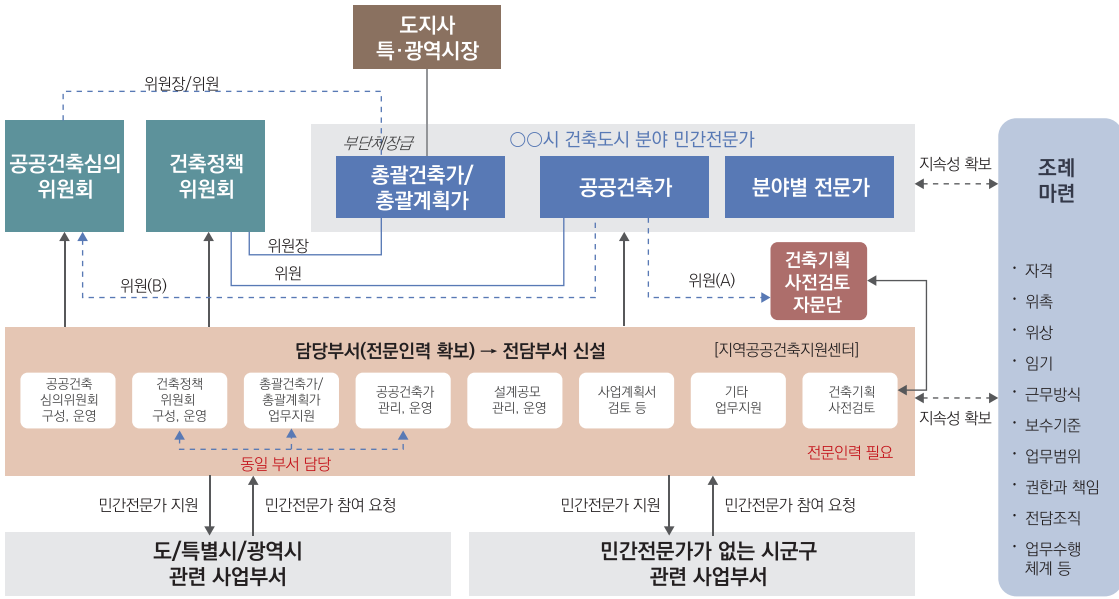 도지사
특·광역시장
위원장/위원
공공건축심의
위원회
건축정책
위원회
부단체장급
○○시 건축도시 분야 민간전문가
총괄건축가/
총괄계획가
공공건축가
분야별 전문가
지속성 확보
조례
마련
위원장
위원
위원(B)
위원(A)
건축기획
사전검토
자문단
· 자격
· 위촉
· 위상
· 임기
· 근무방식
· 보수기준
· 업무범위
· 권한과 책임
· 전담조직
· 업무수행
체계 등
담당부서(전문인력 확보) → 전담부서 신설
[지역공공건축지원센터]
공공건축
심의위원회
구성, 운영
건축정책
위원회
구성, 운영
총괄건축가/
총괄계획가
업무지원
공공건축가
관리, 운영
설계공모
관리, 운영
사업계획서
검토 등
기타
업무지원
건축기획
사전검토
지속성 확보
동일 부서 담당
전문인력 필요
민간전문가 지원
민간전문가 참여 요청
민간전문가 지원
민간전문가 참여 요청
도/특별시/광역시
관련 사업부서
민간전문가가 없는 시군구
관련 사업부서